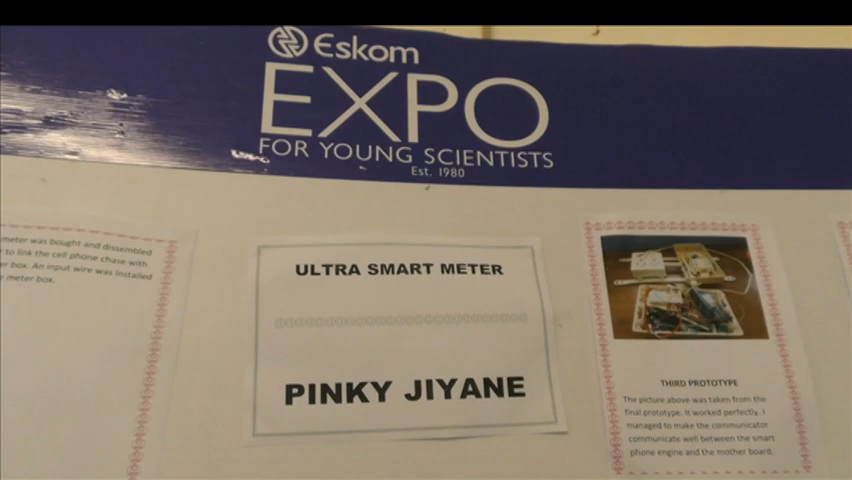 Eskom
EXPO
FOR YOUNG SCIENTISTS
Est. 1980
meter was bought and dissembled
to link the cell phone chase with
er box. An input wire was installed
meter box.
ULTRA SMART METER
PINKY JIYANE
THIRD PROTOTYPE
The picture above was taken from the
final prototype. It worked perfectly. I
managed to make the communicator
communicate well between the smart
phone engine and the mother board.